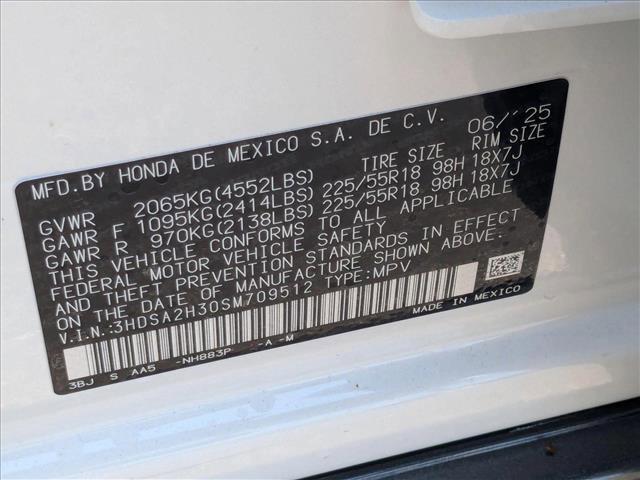 MFD.BY HONDA DE MEXICO S.A. DE C.V. 06/'25
TIRE SIZE RIM SIZE
GVWR 2065KG(4552LBS)
GAWR F 1095KG(2414LBS) 225/55R18 98H 18X7J
GAWR R 970KG(2138LBS) 225/55R18 98H 18X7J
THIS VEHICLE CONFORMS TO ALL APPLICABLE
FEDERAL MOTOR VEHICLE SAFETY
AND THEFT PREVENTION STANDARDS IN EFFECT
ON THE DATE OF MANUFACTURE SHOWN ABOVE.
V.I.N.:3HDSA2H30SM709512 TYPE:MPV
MADE IN MEXICO
3BJ S AA5 -NH883P -A-M